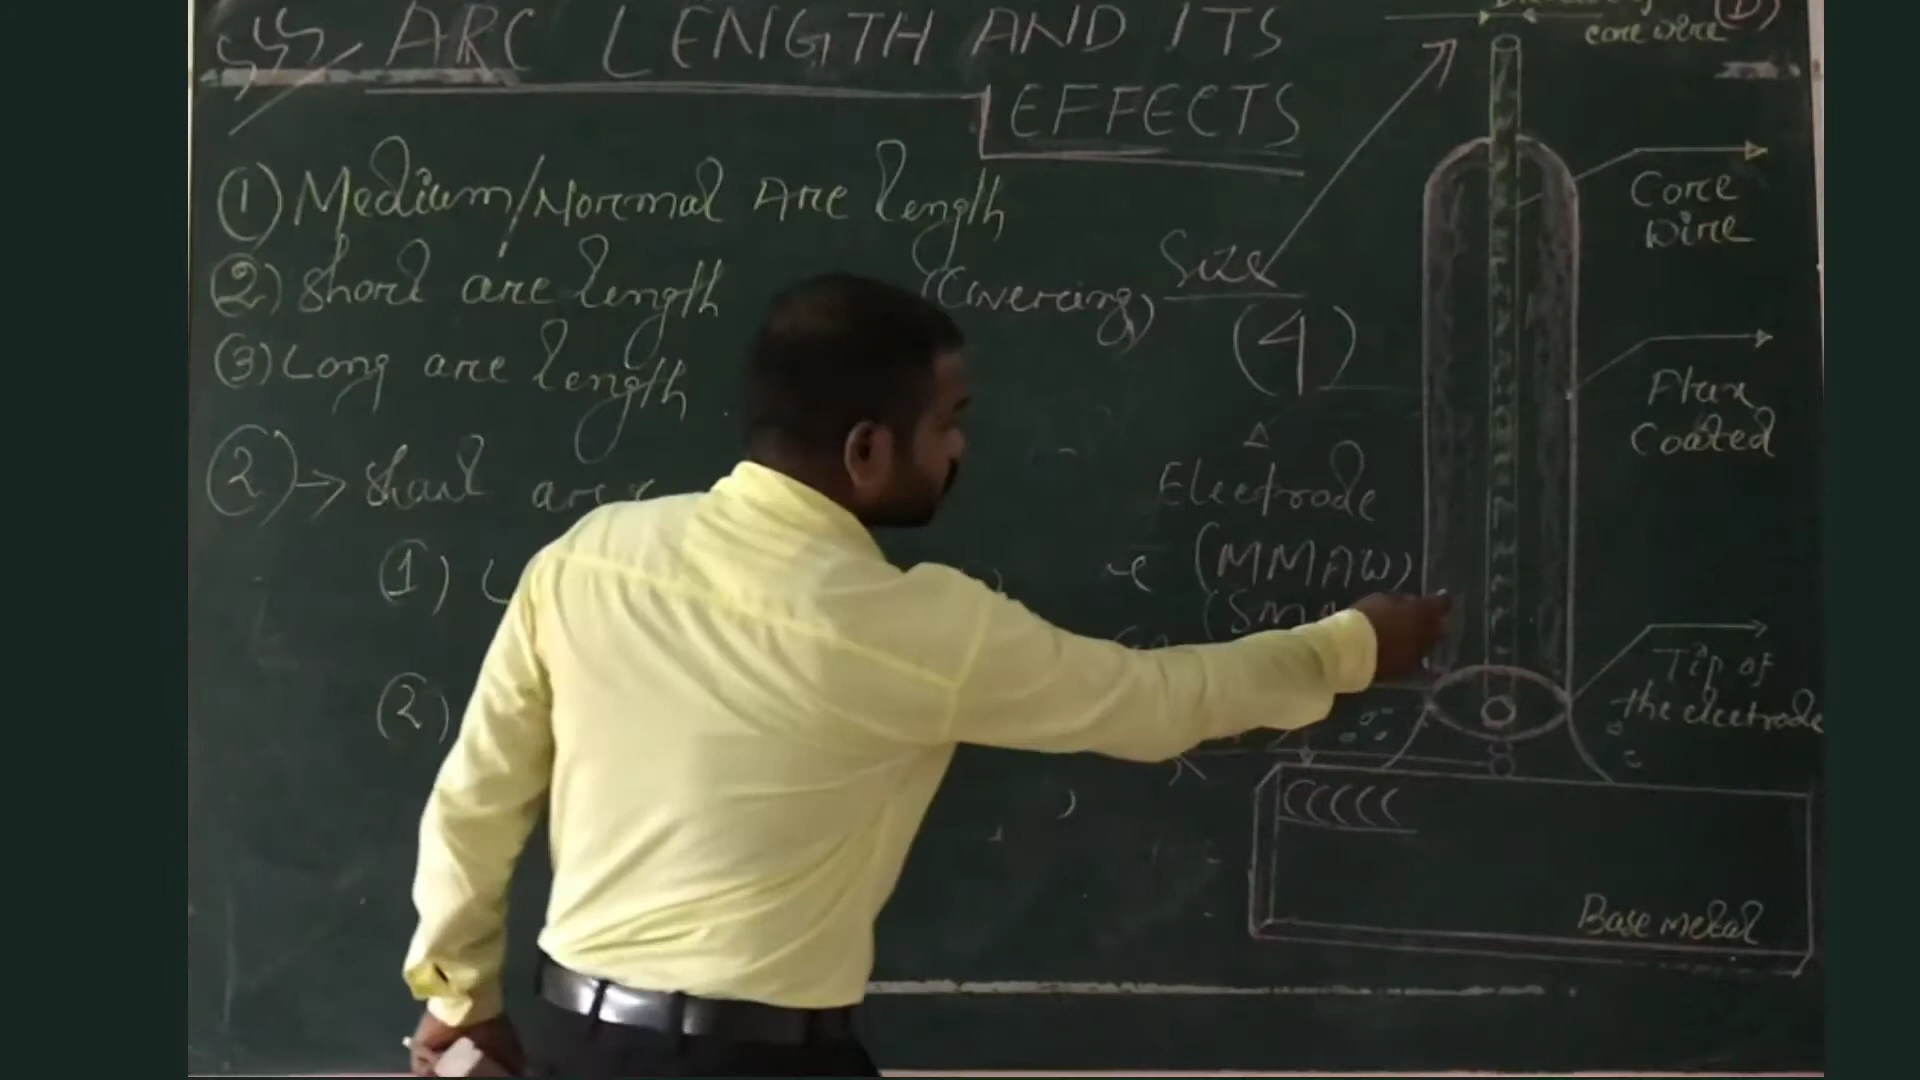 ARC LENGTH AND ITS
EFFECTS
(1) Medium/Normal Arc length
(2) Short arc length
(3) Long arc length
(2) → Short arc
(1)
(2)
(Covering)
Size
(4)
Electrode
(MMAW)
core wire (D)
Core
wire
Flux
Coated
Tip of
the electrode
Base metal